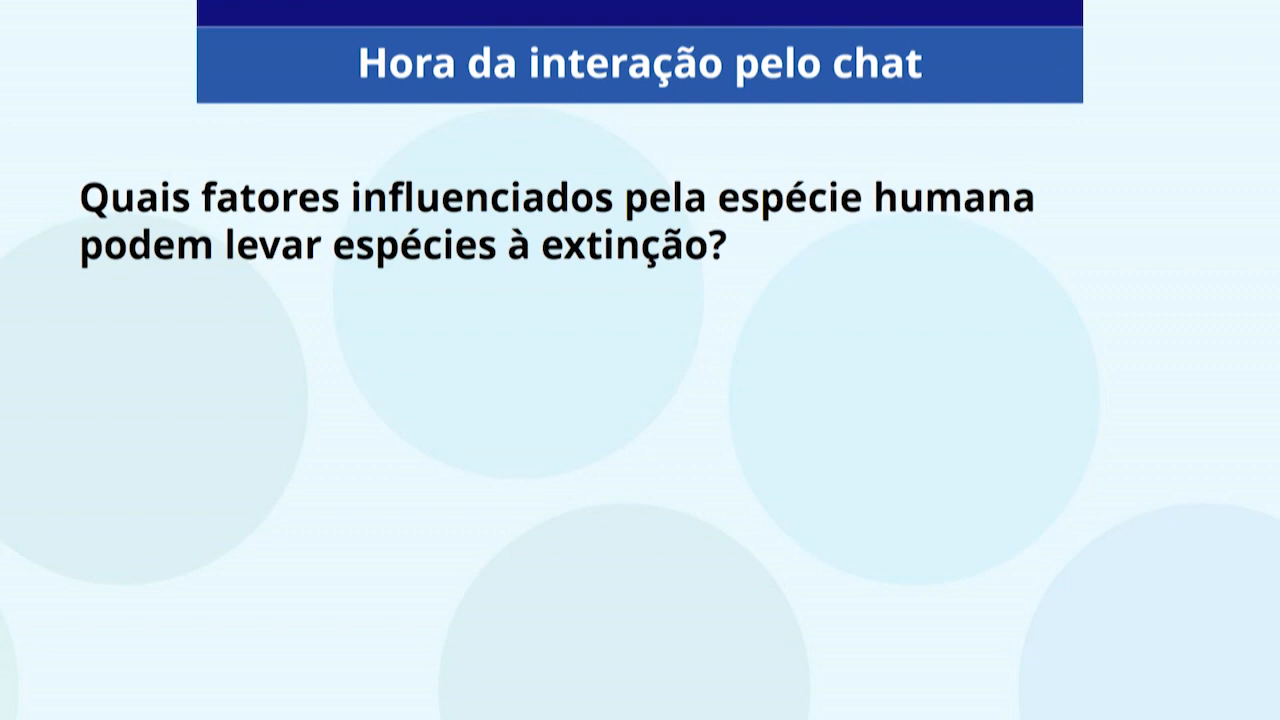 Hora da interação pelo chat
Quais fatores influenciados pela espécie humana
podem levar espécies à extinção?